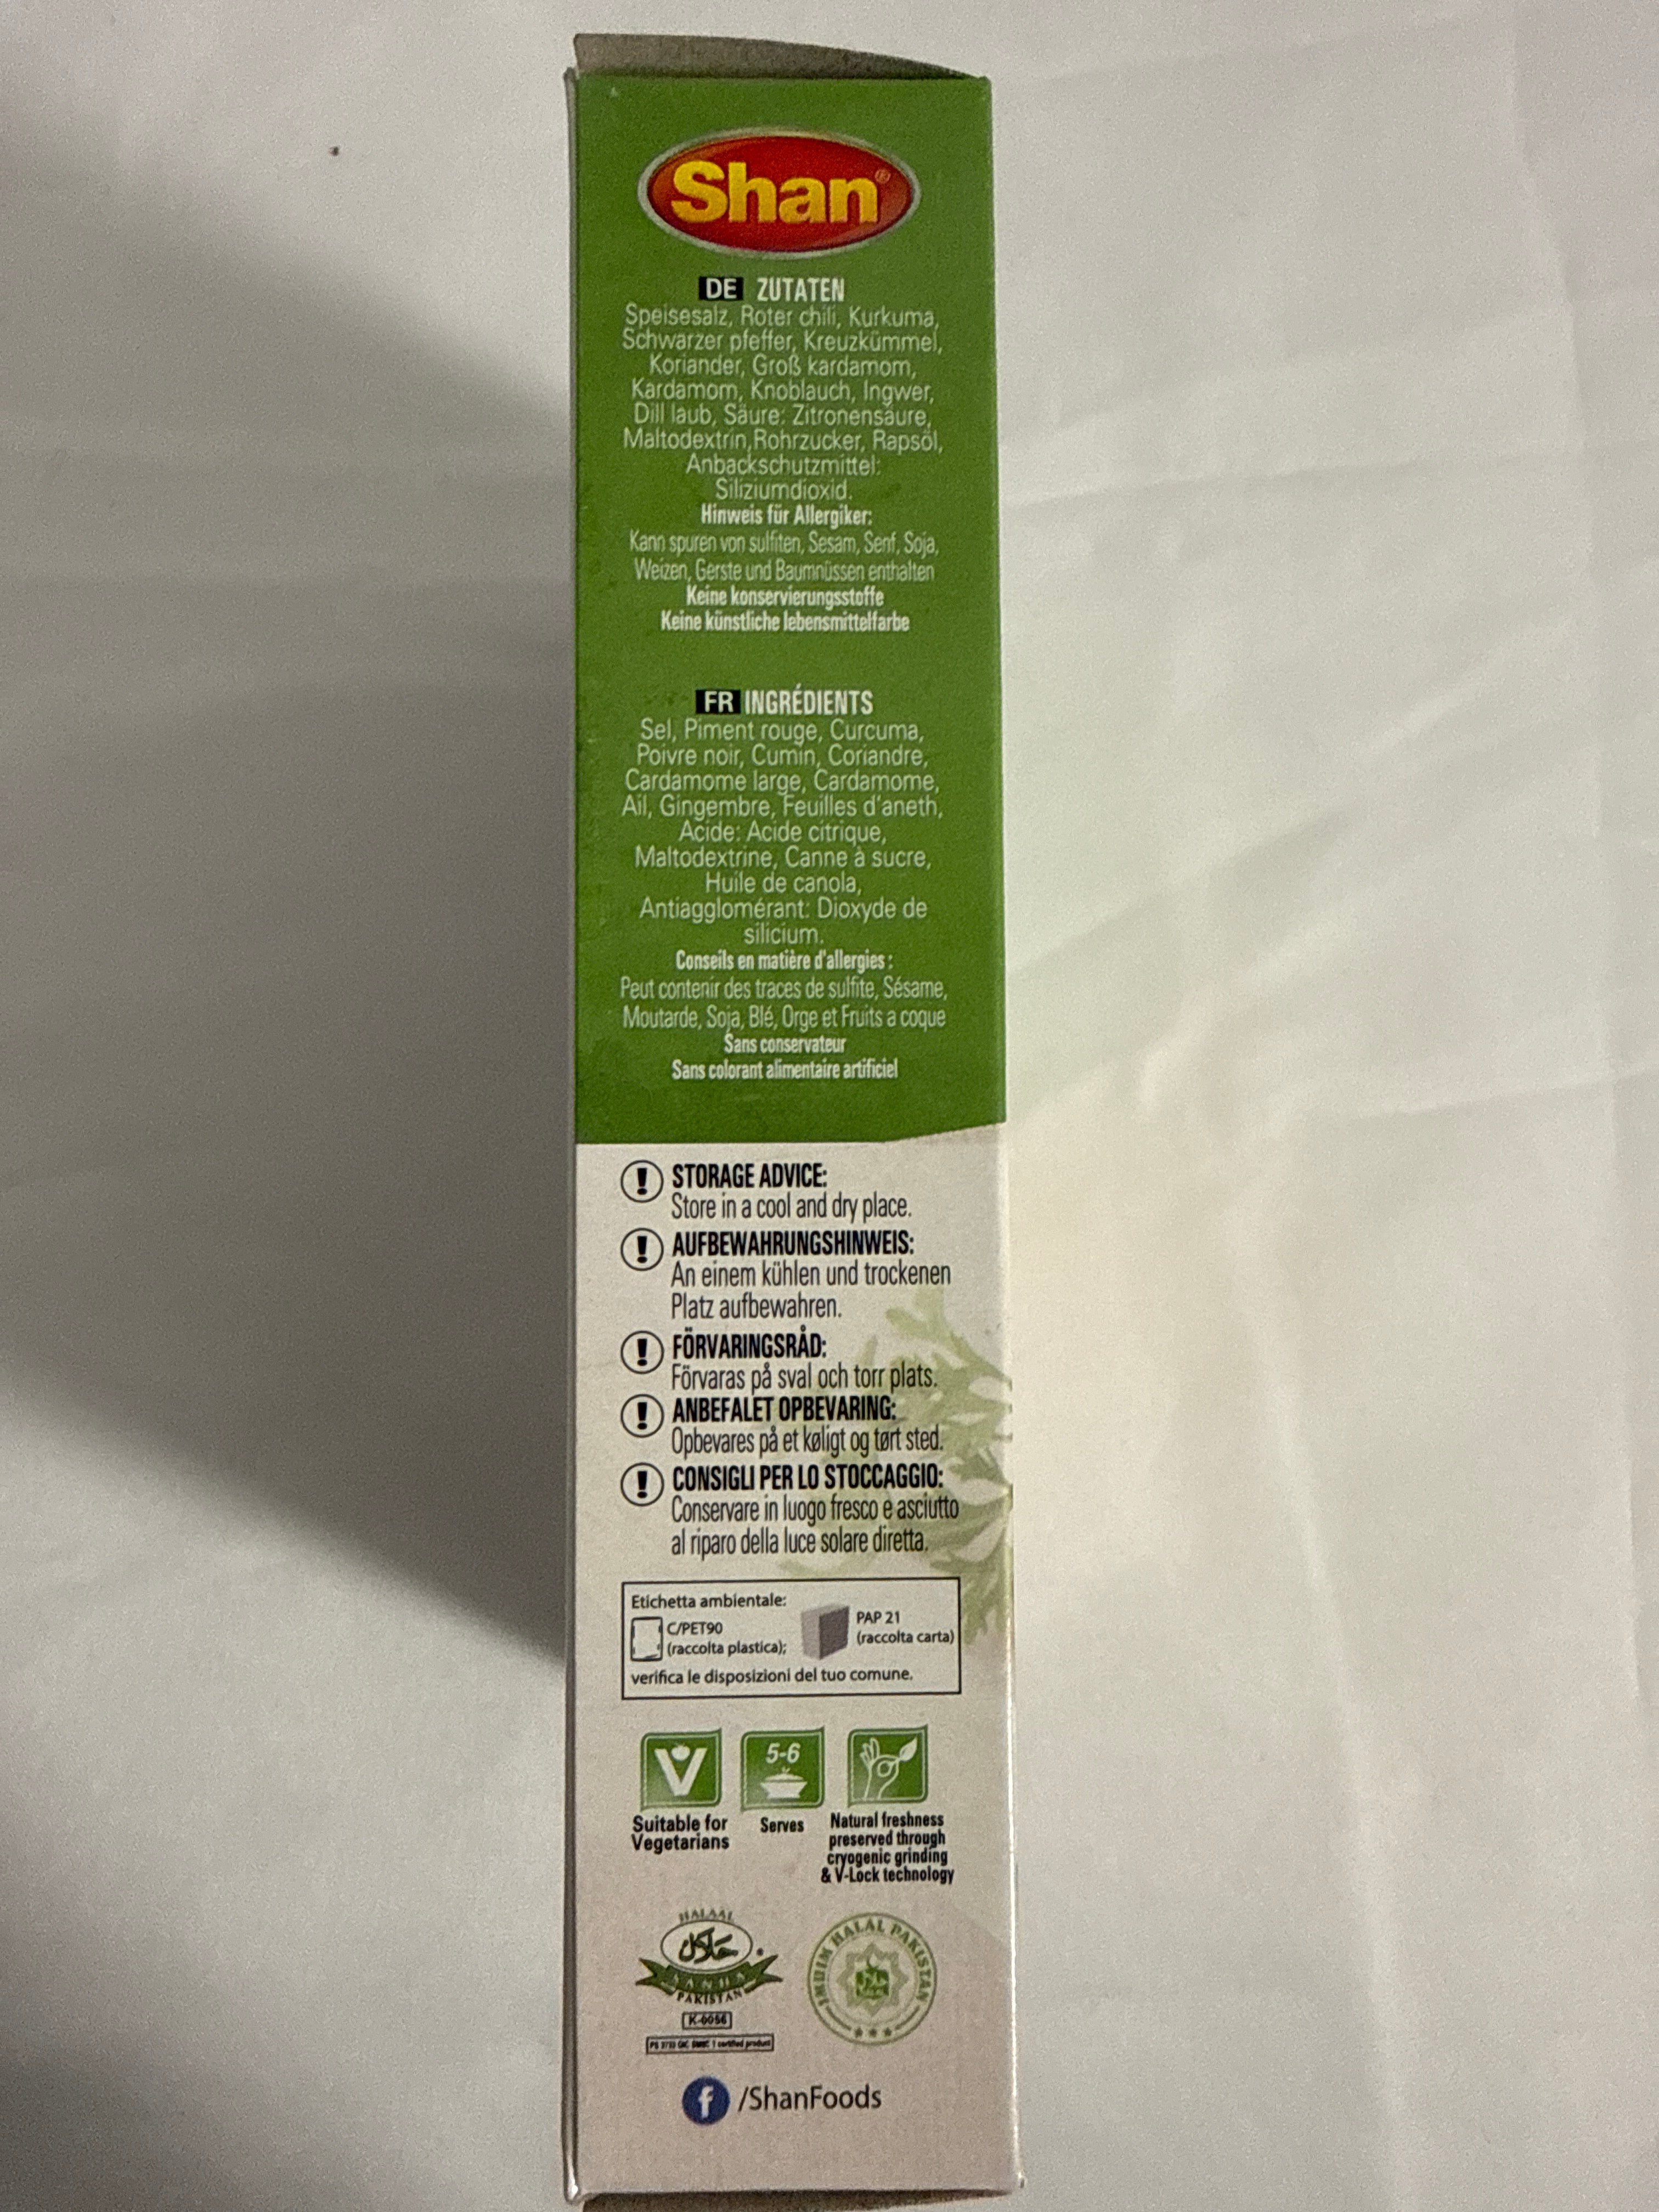 Shan®
DE ZUTATEN
Speisesalz, Roter chili, Kurkuma,
Schwarzer pfeffer, Kreuzkümmel,
Koriander, Groß kardamom,
Kardamom, Knoblauch, Ingwer,
Dill laub, Säure: Zitronensäure,
Maltodextrin,Rohrzucker, Rapsöl,
Anbackschutzmittel:
Siliziumdioxid.
Hinweis für Allergiker:
Kann spuren von sulfiten, Sesam, Senf, Soja,
Weizen, Gerste und Baumnüssen enthalten
Keine konservierungsstoffe
Keine künstliche lebensmittelfarbe
FR INGRÉDIENTS
Sel, Piment rouge, Curcuma,
Poivre noir, Cumin, Coriandre,
Cardamome large, Cardamome,
Ail, Gingembre, Feuilles d'aneth,
Acide: Acide citrique,
Maltodextrine, Canne à sucre,
Huile de canola,
Antiagglomérant: Dioxyde de
silicium.
Conseils en matière d'allergies :
Peut contenir des traces de sulfite, Sésame,
Moutarde, Soja, Blé, Orge et Fruits a coque
Sans conservateur
Sans colorant alimentaire artificiel
! STORAGE ADVICE:
Store in a cool and dry place.
! AUFBEWAHRUNGSHINWEIS:
An einem kühlen und trockenen
Platz aufbewahren.
! FÖRVARINGSRÅD:
Förvaras på sval och torr plats.
! ANBEFALET OPBEVARING:
Opbevares på et køligt og tørt sted.
! CONSIGLI PER LO STOCCAGGIO:
Conservare in luogo fresco e asciutto
al riparo della luce solare diretta.
Etichetta ambientale:
C/PET90
(raccolta plastica);
PAP 21
(raccolta carta)
verifica le disposizioni del tuo comune.
V
Suitable for
Vegetarians
5-6
Serves
Natural freshness
preserved through
cryogenic grinding
& V-Lock technology
HALAAL
حلال
SANHA
PAKISTAN
K-0056
certified product
HALAL PAKISTAN
f /ShanFoods